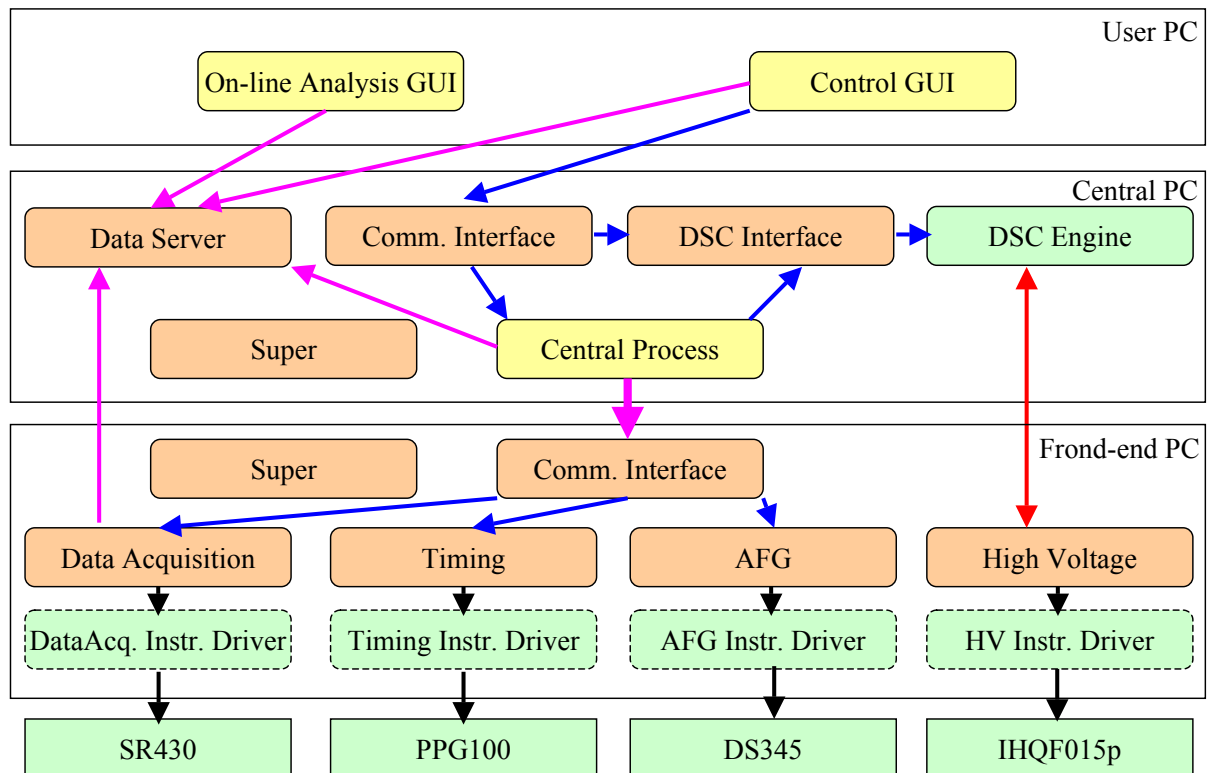 User PC
On-line Analysis GUI
Control GUI
Central PC
Data Server
Comm. Interface
DSC Interface
DSC Engine
Super
Central Process
Frond-end PC
Super
Comm. Interface
Data Acquisition
Timing
AFG
High Voltage
DataAcq. Instr. Driver
Timing Instr. Driver
AFG Instr. Driver
HV Instr. Driver
SR430
PPG100
DS345
IHQF015p